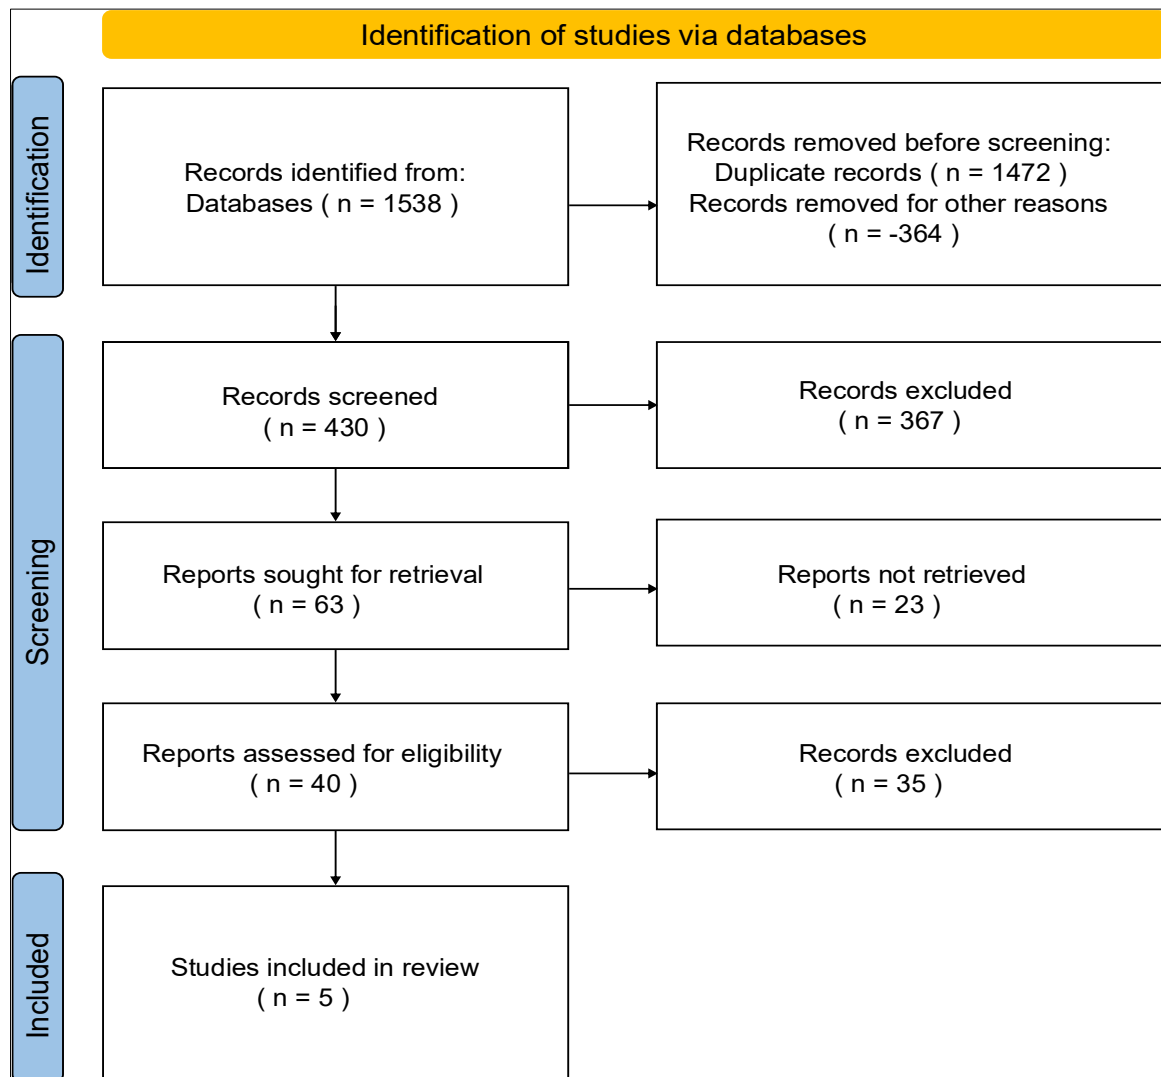 Identification of studies via databases
Identification
Records identified from:
Databases ( n = 1538 )
Records removed before screening:
Duplicate records ( n = 1472 )
Records removed for other reasons
( n = -364 )
Screening
Records screened
( n = 430 )
Records excluded
( n = 367 )
Reports sought for retrieval
( n = 63 )
Reports not retrieved
( n = 23 )
Reports assessed for eligibility
( n = 40 )
Records excluded
( n = 35 )
Included
Studies included in review
( n = 5 )